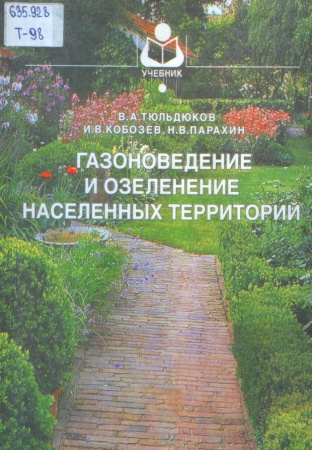 635.928
Т-98
УЧЕБНИК
В.А.ТЮЛЬДЮКОВ
И.В.КОБОЗЕВ, Н.В.ПАРАХИН
ГАЗОНОВЕДЕНИЕ
И ОЗЕЛЕНЕНИЕ
НАСЕЛЕННЫХ ТЕРРИТОРИЙ